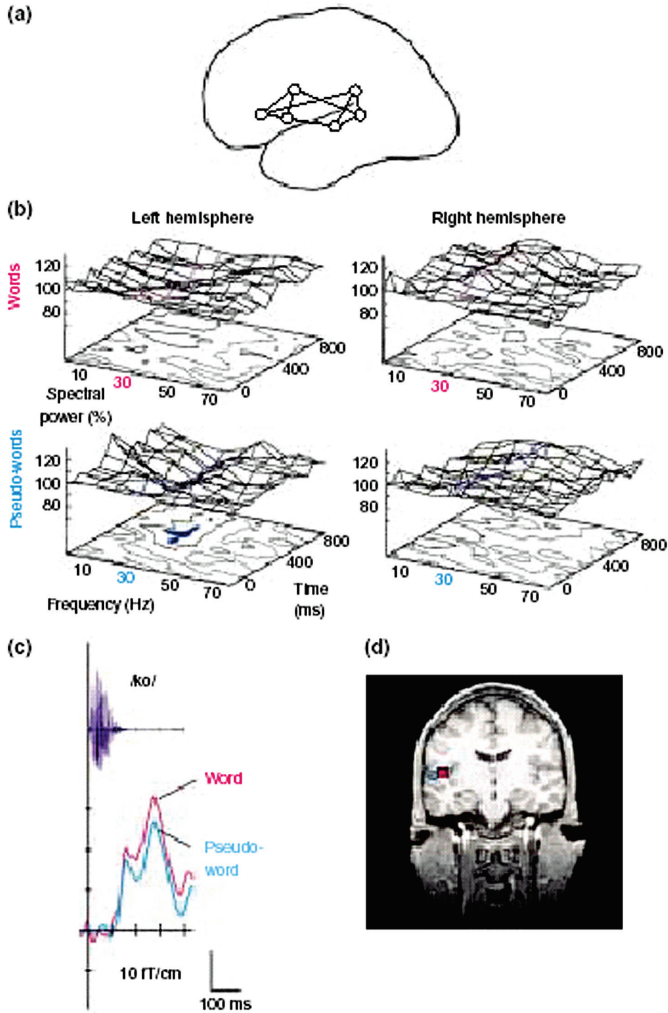 (a)
(b)
Left hemisphere
Right hemisphere
Words
120
100
80
10
30
50
70
0
400
800
Spectral
power (%)
120
100
80
10
30
50
70
0
400
800
Pseudo-words
120
100
80
10
30
50
70
0
400
800
Frequency (Hz)
Time
(ms)
120
100
80
10
30
50
70
0
400
800
(c)
(d)
/ko/
Word
Pseudo-
word
10 fT/cm
100 ms